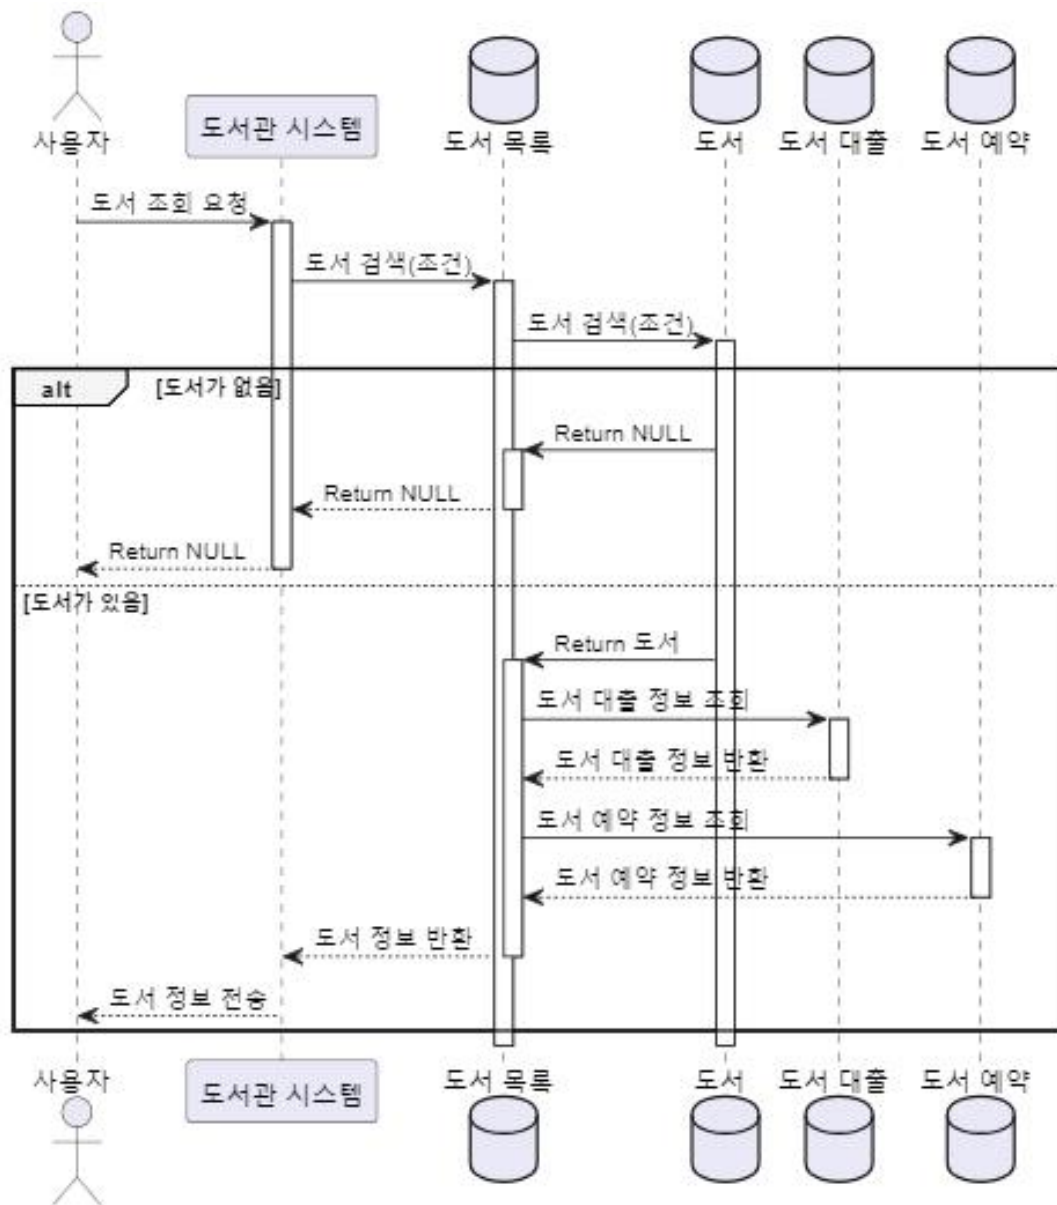 사용자
도서관 시스템
도서 목록
도서
도서 대출
도서 예약
도서 조회 요청
도서 검색(조건)
도서 검색(조건)
alt
[도서가 없음]
Return NULL
Return NULL
Return NULL
[도서가 있음]
Return 도서
도서 대출 정보 조회
도서 대출 정보 반환
도서 예약 정보 조회
도서 예약 정보 반환
도서 정보 반환
도서 정보 전송
사용자
도서관 시스템
도서 목록
도서
도서 대출
도서 예약